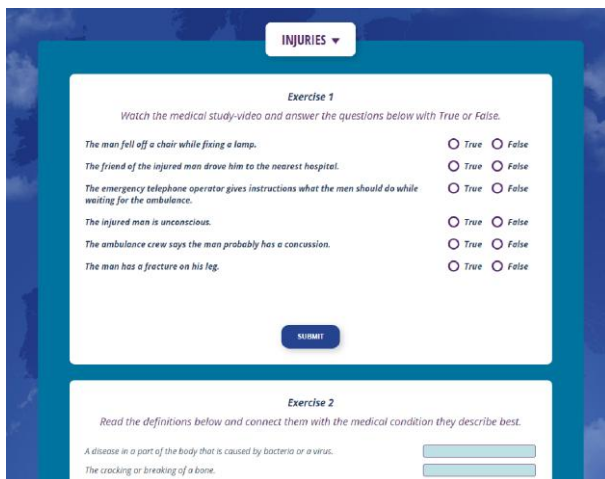 INJURIES
Exercise 1
Watch the medical study-video and answer the questions below with True or False.
The man fell off a chair while fixing a lamp. True False
The friend of the injured man drove him to the nearest hospital. True False
The emergency telephone operator gives instructions what the men should do while True False
waiting for the ambulance.
The injured man is unconscious. True False
The ambulance crew says the man probably has a concussion. True False
The man has a fracture on his leg. True False
SUBMIT
Exercise 2
Read the definitions below and connect them with the medical condition they describe best.
A disease in a part of the body that is caused by bacteria or a virus.
The cracking or breaking of a bone.